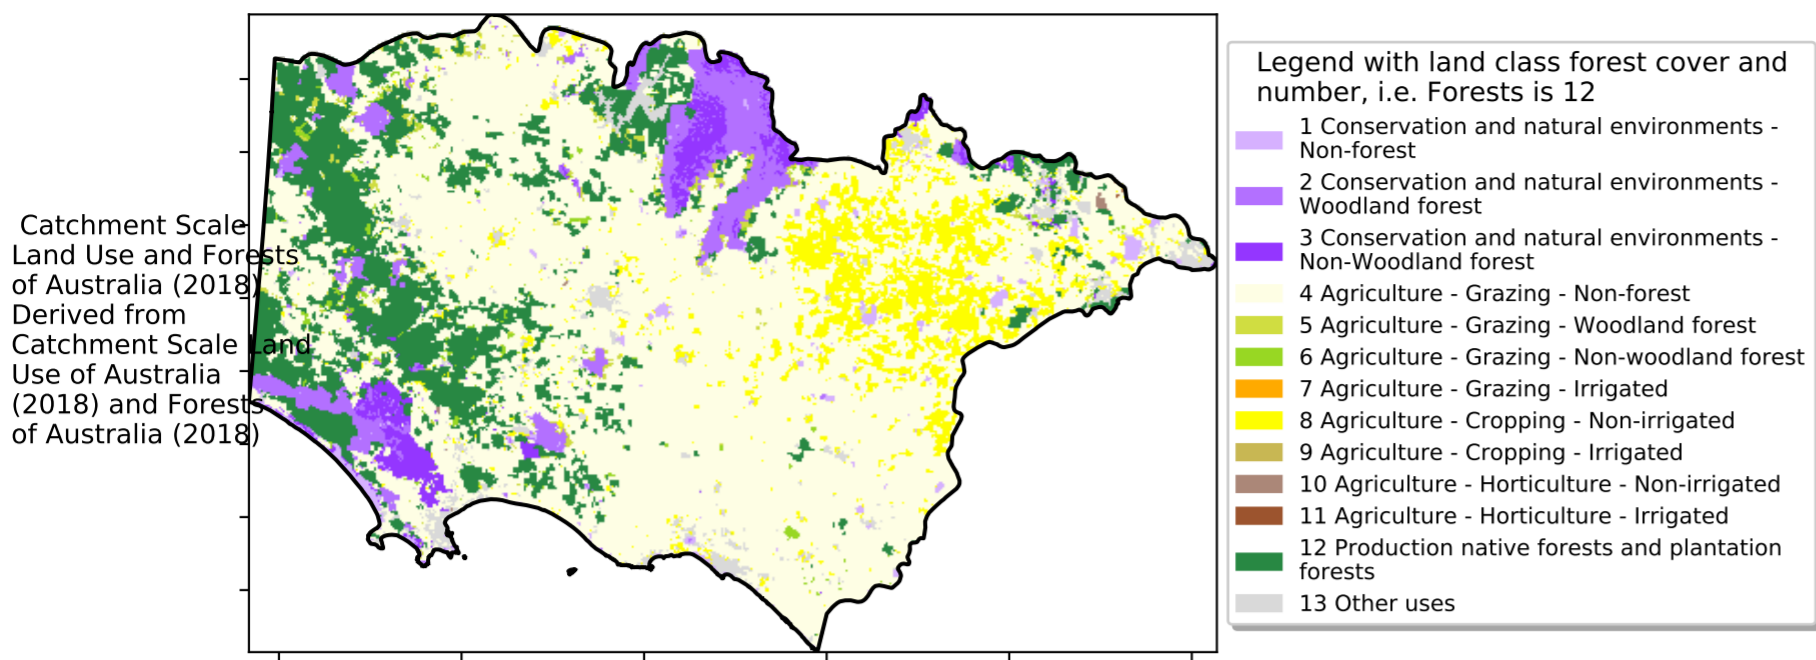 Catchment Scale
Land Use and Forests
of Australia (2018)
Derived from
Catchment Scale Land
Use of Australia
(2018) and Forests
of Australia (2018)
Legend with land class forest cover and
number, i.e. Forests is 12
1 Conservation and natural environments -
Non-forest
2 Conservation and natural environments -
Woodland forest
3 Conservation and natural environments -
Non-Woodland forest
4 Agriculture - Grazing - Non-forest
5 Agriculture - Grazing - Woodland forest
6 Agriculture - Grazing - Non-woodland forest
7 Agriculture - Grazing - Irrigated
8 Agriculture - Cropping - Non-irrigated
9 Agriculture - Cropping - Irrigated
10 Agriculture - Horticulture - Non-irrigated
11 Agriculture - Horticulture - Irrigated
12 Production native forests and plantation
forests
13 Other uses